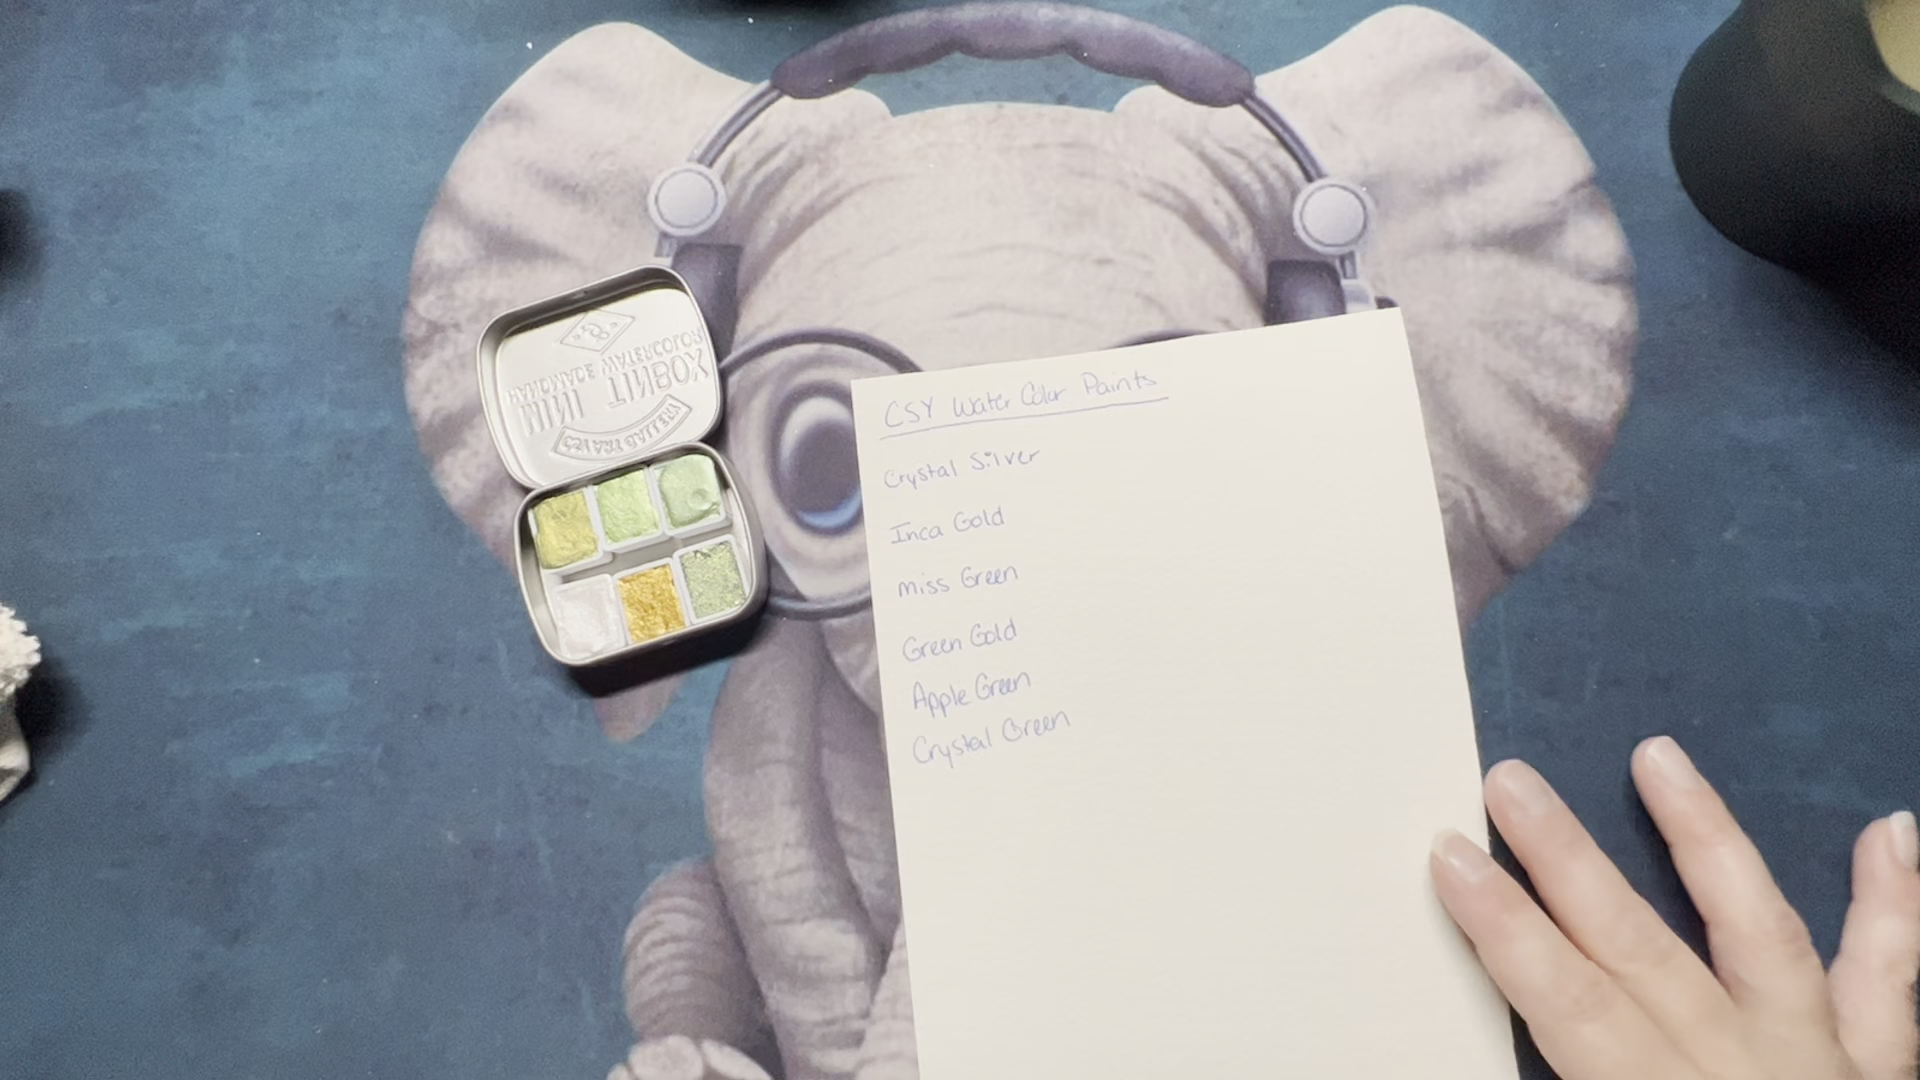 TRAVELLER
MINI TINBOX
HANDMADE WATERCOLOR
CSY Water Color Paints
Crystal Silver
Inca Gold
Miss Green
Green Gold
Apple Green
Crystal Green